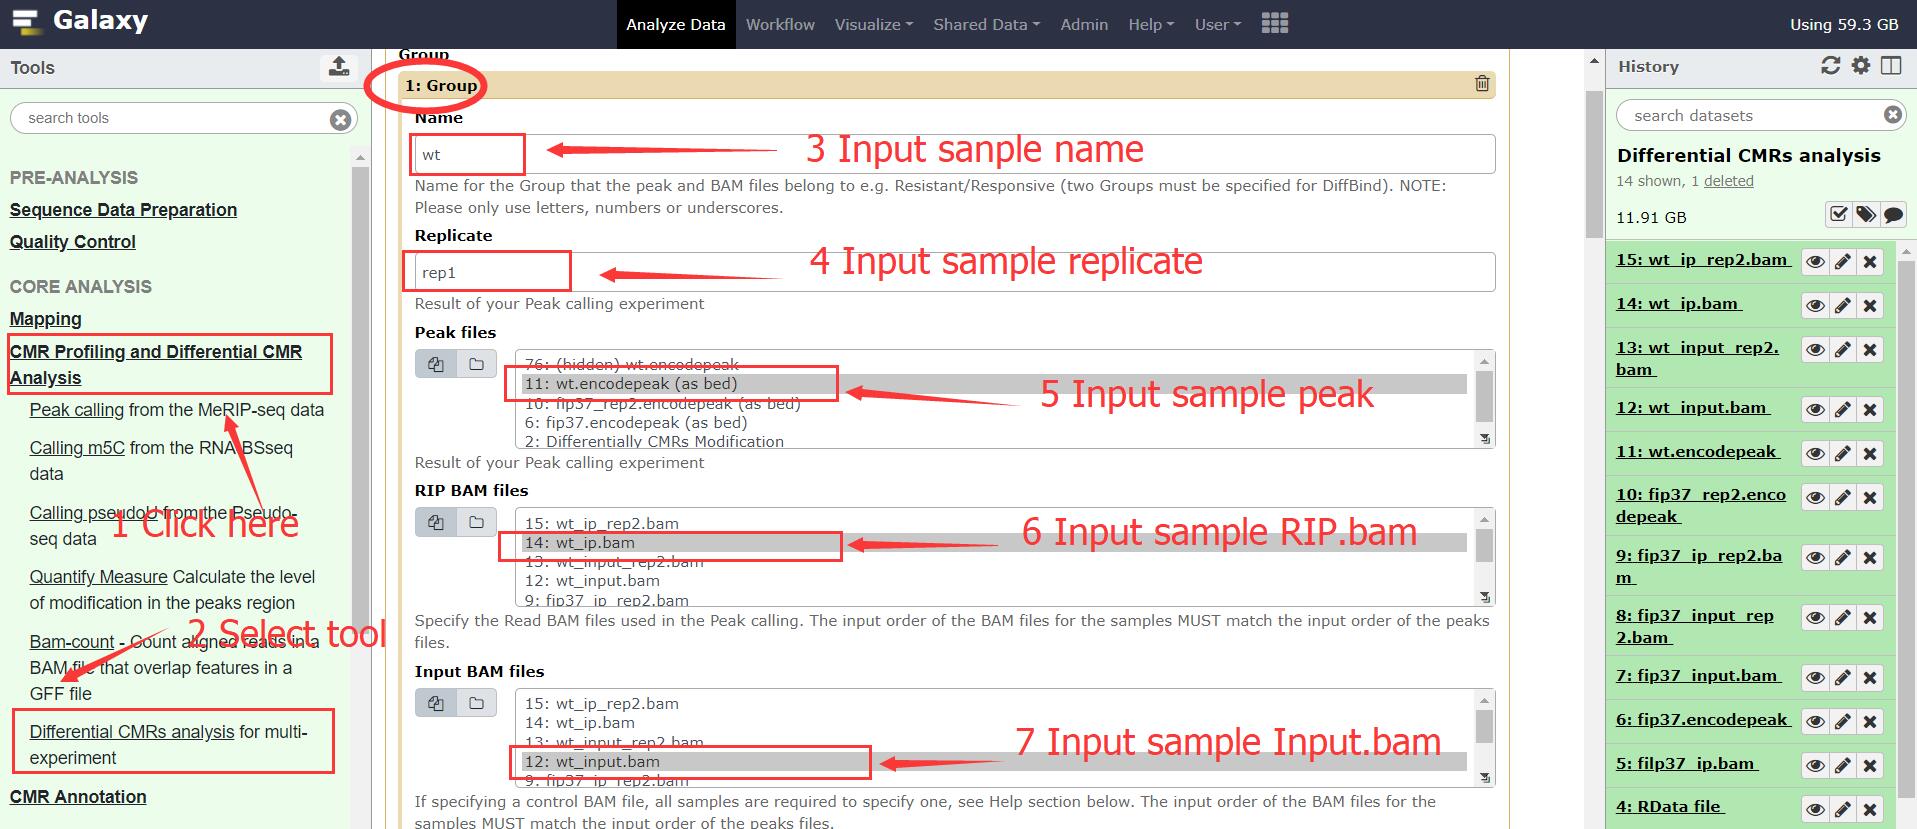 Galaxy
Analyze Data Workflow Visualize Shared Data Admin Help User
Using 59.3 GB
Tools
search tools
PRE-ANALYSIS
Sequence Data Preparation
Quality Control
CORE ANALYSIS
Mapping
CMR Profiling and Differential CMR
Analysis
Peak calling from the MeRIP-seq data
Calling m5C from the RNA BSseq
data
Calling pseudoU from the Pseudo-
seq data
1 Click here
Quantify Measure Calculate the level
of modification in the peaks region
2 Select tool
Bam-count - Count aligned reads in a
BAM file that overlap features in a
GFF file
Differential CMRs analysis for multi-
experiment
CMR Annotation
Group
1: Group
Name
wt
3 Input sanple name
Name for the Group that the peak and BAM files belong to e.g. Resistant/Responsive (two Groups must be specified for DiffBind). NOTE:
Please only use letters, numbers or underscores.
Replicate
rep1
4 Input sample replicate
Result of your Peak calling experiment
Peak files
76: (hidden) wt.encodepeak
11: wt.encodepeak (as bed)
10: fip37_rep2.encodepeak (as bed)
6: fip37.encodepeak (as bed)
2: Differentially CMRs Modification
5 Input sample peak
Result of your Peak calling experiment
RIP BAM files
15: wt_ip_rep2.bam
14: wt_ip.bam
13: wt_input_rep2.bam
12: wt_input.bam
9: fip37_ip_rep2.bam
6 Input sample RIP.bam
Specify the Read BAM files used in the Peak calling. The input order of the BAM files for the samples MUST match the input order of the peaks
files.
Input BAM files
15: wt_ip_rep2.bam
14: wt_ip.bam
13: wt_input_rep2.bam
12: wt_input.bam
9: fip37_ip_rep2.bam
7 Input sample Input.bam
If specifying a control BAM file, all samples are required to specify one, see Help section below. The input order of the BAM files for the
samples MUST match the input order of the peaks files.
History
search datasets
Differential CMRs analysis
14 shown, 1 deleted
11.91 GB
15: wt_ip_rep2.bam
14: wt_ip.bam
13: wt_input_rep2.
bam
12: wt_input.bam
11: wt.encodepeak
10: fip37_rep2.enco
depeak
9: fip37_ip_rep2.ba
m
8: fip37_input_rep
2.bam
7: fip37_input.bam
6: fip37.encodepeak
5: filp37_ip.bam
4: RData file